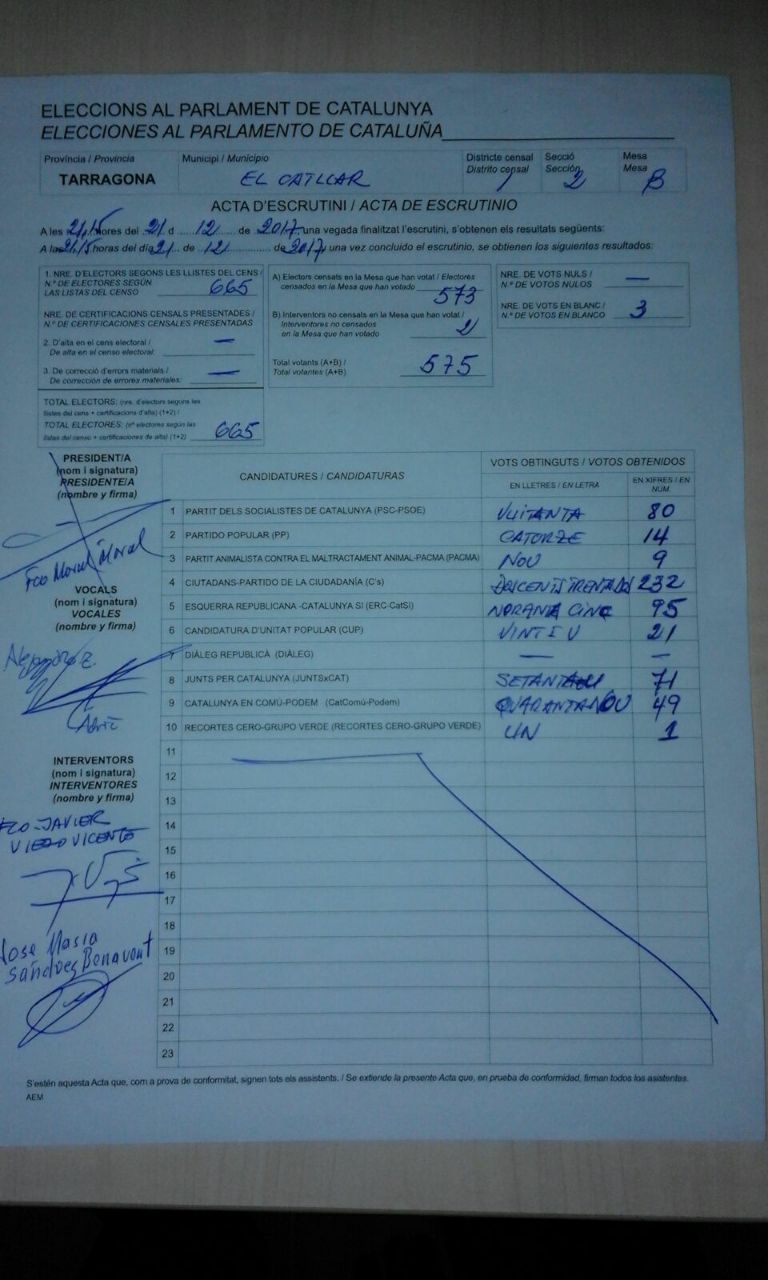 ELECCIONS AL PARLAMENT DE CATALUNYA
ELECCIONES AL PARLAMENTO DE CATALUÑA
Província / Provincia
TARRAGONA
Municipi / Municipio
EL CATLLAR
Districte censal
Distrito censal
1
Secció
Sección
2
Mesa
Mesa
B
ACTA D'ESCRUTINI / ACTA DE ESCRUTINIO
A les 21,15 hores del 21 d 12 de 2017, una vegada finalitzat l'escrutini, s'obtenen els resultats següents:
A las 21,15 horas del día 21 de 12 de 2017, una vez concluido el escrutinio, se obtienen los siguientes resultados:
1. NRE. D'ELECTORS SEGONS LES LLISTES DEL CENS /
N.º DE ELECTORES SEGÚN
LAS LISTAS DEL CENSO 665
NRE. DE CERTIFICACIONS CENSALS PRESENTADES /
N.º DE CERTIFICACIONES CENSALES PRESENTADAS
2. D'alta en el cens electoral /
De alta en el censo electoral: —
3. De correcció d'errors materials /
De corrección de errores materiales: —
TOTAL ELECTORS: (nre. d'electors segons les
llistes del cens + certificacions d'alta) (1+2) /
TOTAL ELECTORES: (nº electores según las
listas del censo + certificaciones de alta) (1+2) 665
A) Electors censats en la Mesa que han votat / Electores
censados en la Mesa que han votado 573
B) Interventors no censats en la Mesa que han votat /
Interventores no censados
en la Mesa que han votado 2
Total votants (A+B) /
Total votantes (A+B) 575
NRE. DE VOTS NULS /
N.º DE VOTOS NULOS —
NRE. DE VOTS EN BLANC /
N.º DE VOTOS EN BLANCO 3
PRESIDENT/A
(nom i signatura)
PRESIDENTE/A
(nombre y firma)
Fco Moral Moral
VOCALS
(nom i signatura)
VOCALES
(nombre y firma)
INTERVENTORS
(nom i signatura)
INTERVENTORES
(nombre y firma)
FCO-JAVIER
VICENTE
Jose Maria
Sánchez Benavent
CANDIDATURES / CANDIDATURAS
VOTS OBTINGUTS / VOTOS OBTENIDOS
EN LLETRES / EN LETRA
EN XIFRES / EN NÚM.
1 PARTIT DELS SOCIALISTES DE CATALUNYA (PSC-PSOE) VUITANTA 80
2 PARTIDO POPULAR (PP) CATORZE 14
3 PARTIT ANIMALISTA CONTRA EL MALTRACTAMENT ANIMAL-PACMA (PACMA) NOU 9
4 CIUTADANS-PARTIDO DE LA CIUDADANÍA (C's) 232
5 ESQUERRA REPUBLICANA -CATALUNYA SI (ERC-CatSI) NORANTA CINC 95
6 CANDIDATURA D'UNITAT POPULAR (CUP) VINT I U 21
7 DIÀLEG REPUBLICÀ (DIÀLEG) — —
8 JUNTS PER CATALUNYA (JUNTSxCAT) SETANTA U 71
9 CATALUNYA EN COMÚ-PODEM (CatComú-Podem) QUARANTA NOU 49
10 RECORTES CERO-GRUPO VERDE (RECORTES CERO-GRUPO VERDE) UN 1
11
12
13
14
15
16
17
18
19
20
21
22
23
S'estén aquesta Acta que, com a prova de conformitat, signen tots els assistents. / Se extiende la presente Acta que, en prueba de conformidad, firman todos los asistentes.
AEM